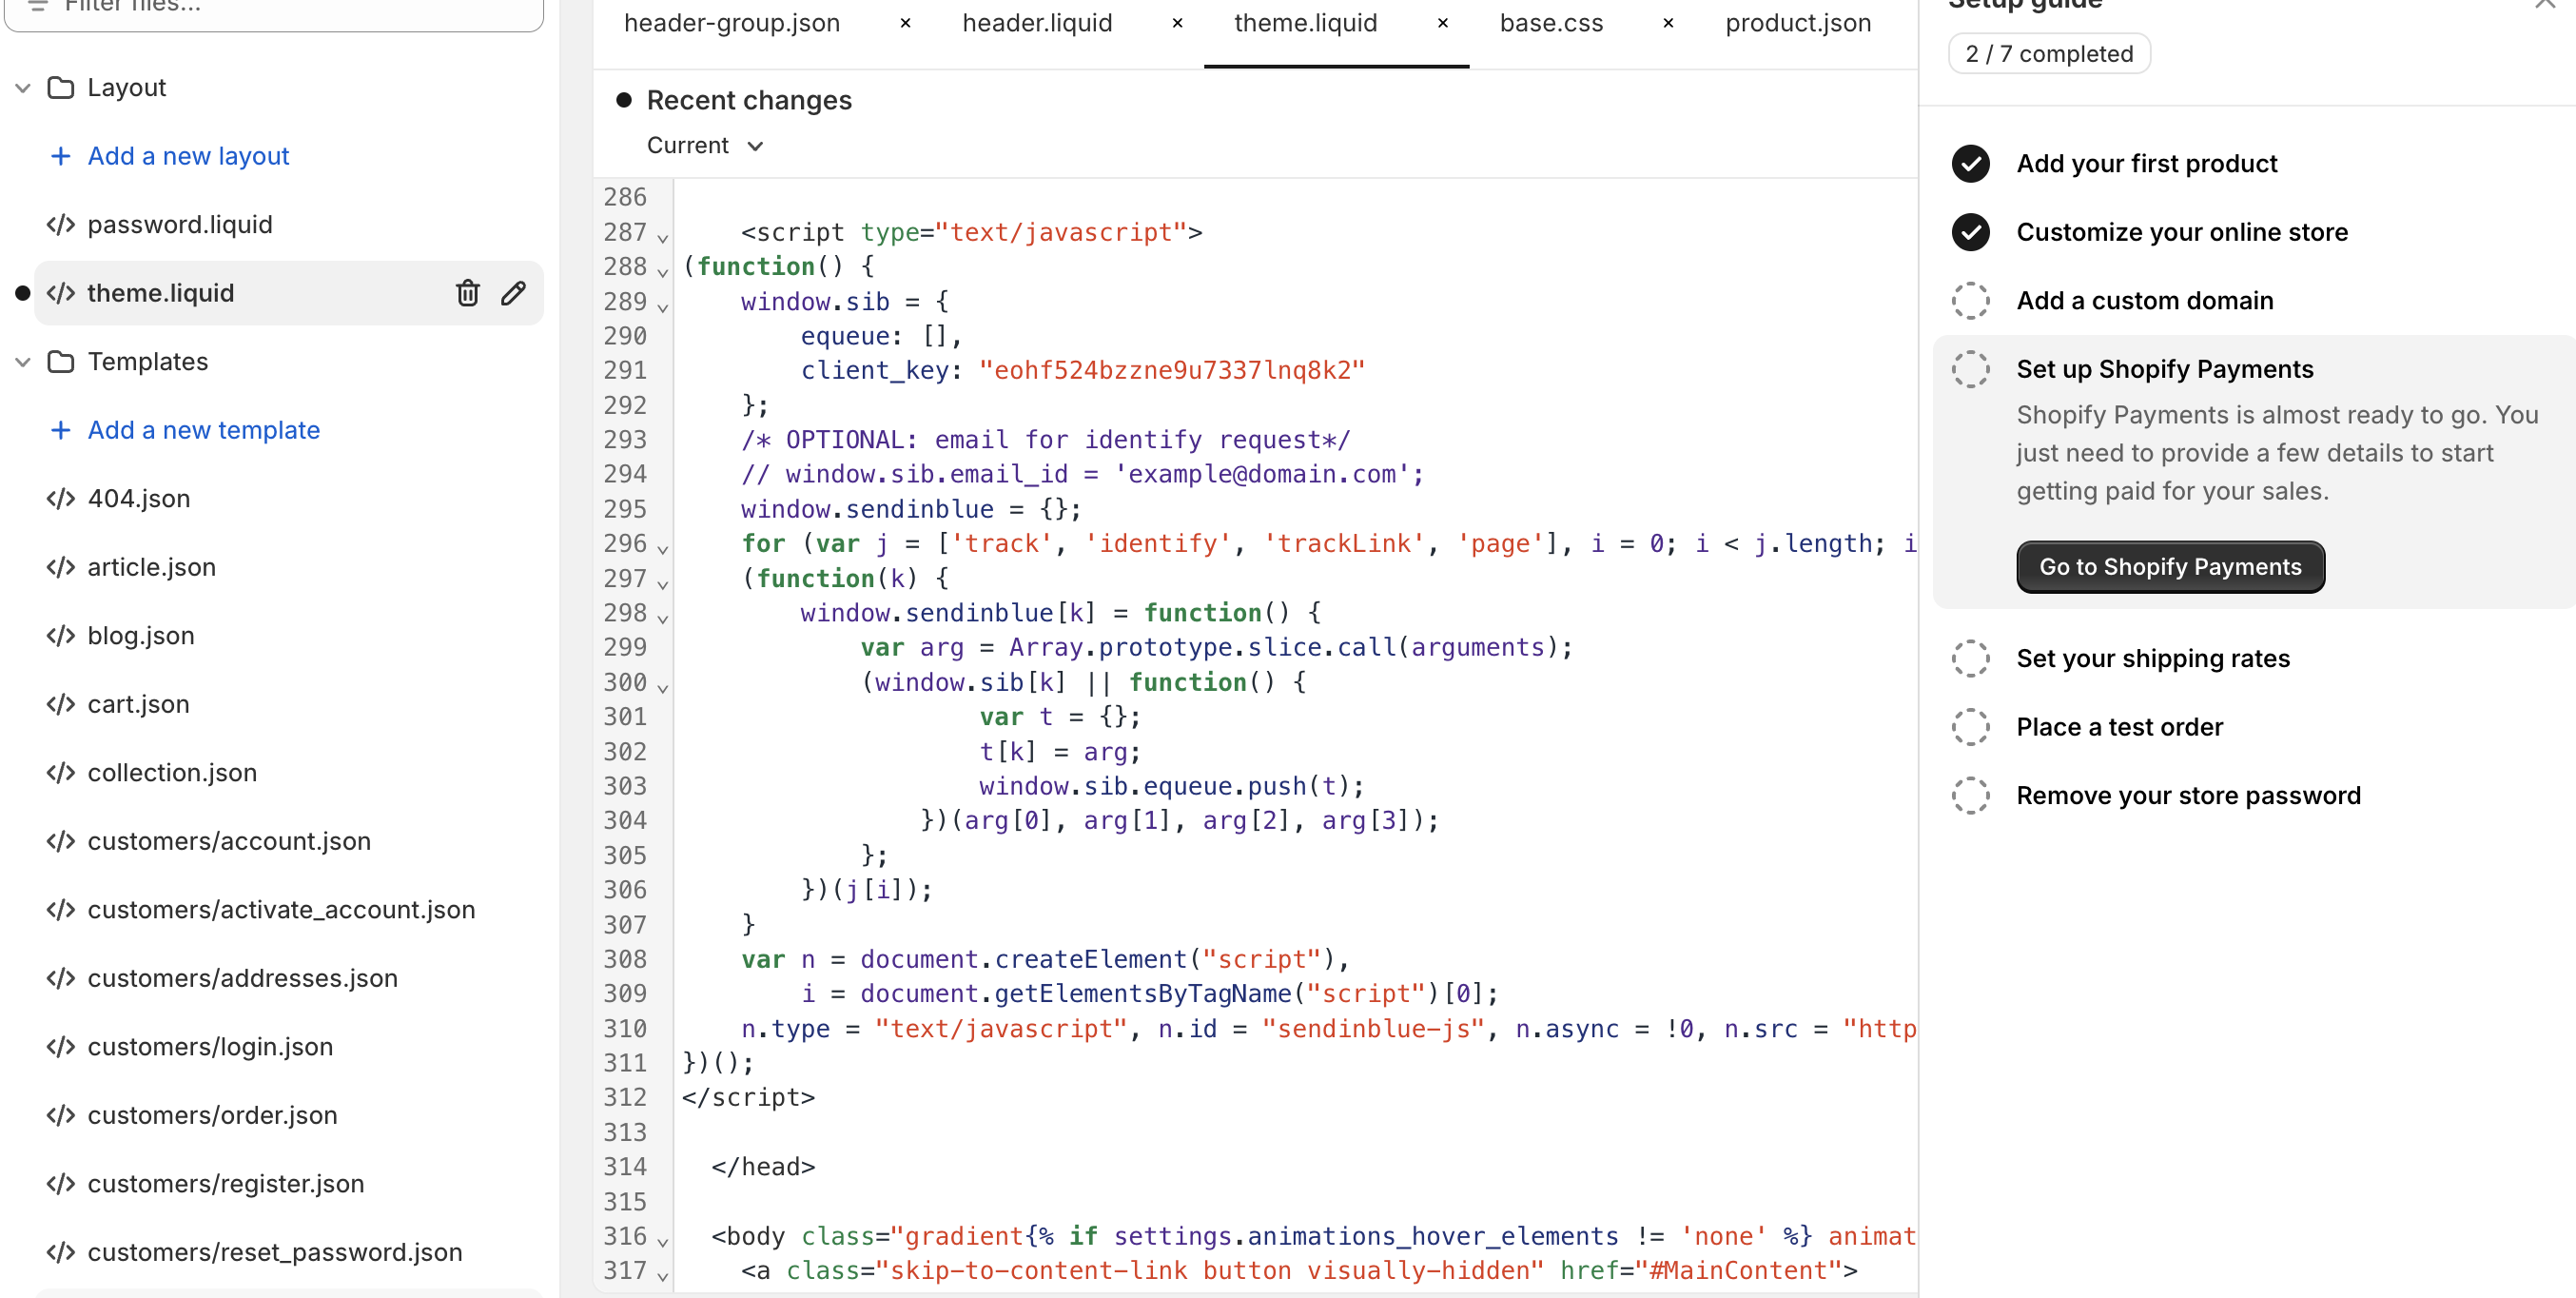 Filter files...
Layout
Add a new layout
password.liquid
theme.liquid
Templates
Add a new template
404.json
article.json
blog.json
cart.json
collection.json
customers/account.json
customers/activate_account.json
customers/addresses.json
customers/login.json
customers/order.json
customers/register.json
customers/reset_password.json
header-group.json × header.liquid × theme.liquid × base.css × product.json
Recent changes
Current
286
287 <script type="text/javascript">
288 (function() {
289 window.sib = {
290 equeue: [],
291 client_key: "eohf524bzzne9u7337lnq8k2"
292 };
293 /* OPTIONAL: email for identify request*/
294 // window.sib.email_id = 'example@domain.com';
295 window.sendinblue = {};
296 for (var j = ['track', 'identify', 'trackLink', 'page'], i = 0; i < j.length; i
297 (function(k) {
298 window.sendinblue[k] = function() {
299 var arg = Array.prototype.slice.call(arguments);
300 (window.sib[k] || function() {
301 var t = {};
302 t[k] = arg;
303 window.sib.equeue.push(t);
304 })(arg[0], arg[1], arg[2], arg[3]);
305 };
306 })(j[i]);
307 }
308 var n = document.createElement("script"),
309 i = document.getElementsByTagName("script")[0];
310 n.type = "text/javascript", n.id = "sendinblue-js", n.async = !0, n.src = "http
311 })();
312 </script>
313
314 </head>
315
316 <body class="gradient{% if settings.animations_hover_elements != 'none' %} animat
317 <a class="skip-to-content-link button visually-hidden" href="#MainContent">
Setup guide
2 / 7 completed
Add your first product
Customize your online store
Add a custom domain
Set up Shopify Payments
Shopify Payments is almost ready to go. You
just need to provide a few details to start
getting paid for your sales.
Go to Shopify Payments
Set your shipping rates
Place a test order
Remove your store password